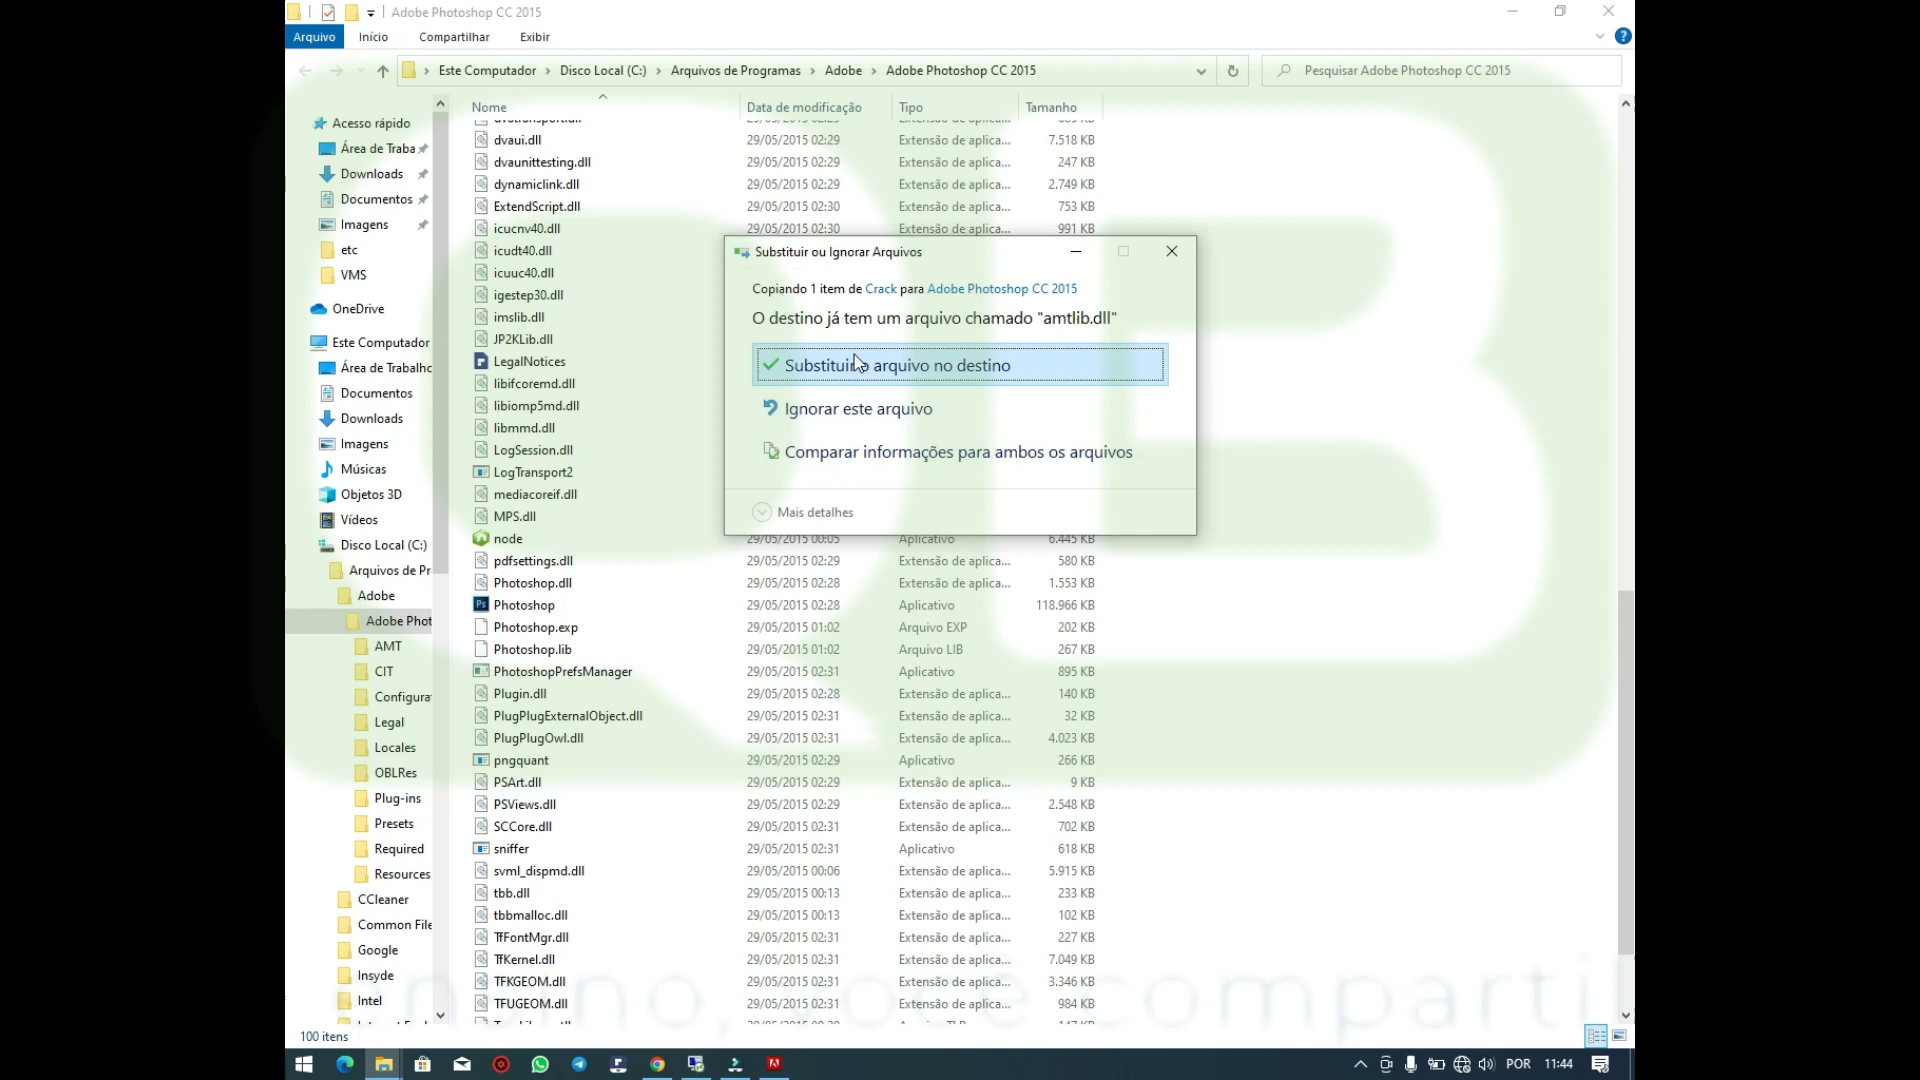 Adobe Photoshop CC 2015
Arquivo Início Compartilhar Exibir
Este Computador Disco Local (C:) Arquivos de Programas Adobe Adobe Photoshop CC 2015
Pesquisar Adobe Photoshop CC 2015
Acesso rápido
Área de Traba
Downloads
Documentos
Imagens
etc
VMS
OneDrive
Este Computador
Área de Trabalho
Documentos
Downloads
Imagens
Músicas
Objetos 3D
Vídeos
Disco Local (C:)
Arquivos de Pr
Adobe
Adobe Phot
AMT
CIT
Configura
Legal
Locales
OBLRes
Plug-ins
Presets
Required
Resources
CCleaner
Common File
Google
Insyde
Intel
Nome Data de modificação Tipo Tamanho
dvaui.dll 29/05/2015 02:29 Extensão de aplica... 7.518 KB
dvaunittesting.dll 29/05/2015 02:29 Extensão de aplica... 247 KB
dynamiclink.dll 29/05/2015 02:29 Extensão de aplica... 2.749 KB
ExtendScript.dll 29/05/2015 02:30 Extensão de aplica... 753 KB
icucnv40.dll 29/05/2015 02:30 Extensão de aplica... 991 KB
icudt40.dll
icuuc40.dll
igestep30.dll
imslib.dll
JP2KLib.dll
LegalNotices
libifcoremd.dll
libiomp5md.dll
libmmd.dll
LogSession.dll
LogTransport2
mediacoreif.dll
MPS.dll
node 29/05/2015 00:05 Aplicativo 6.445 KB
pdfsettings.dll 29/05/2015 02:29 Extensão de aplica... 580 KB
Photoshop.dll 29/05/2015 02:28 Extensão de aplica... 1.553 KB
Photoshop 29/05/2015 02:28 Aplicativo 118.966 KB
Photoshop.exp 29/05/2015 01:02 Arquivo EXP 202 KB
Photoshop.lib 29/05/2015 01:02 Arquivo LIB 267 KB
PhotoshopPrefsManager 29/05/2015 02:31 Aplicativo 895 KB
Plugin.dll 29/05/2015 02:28 Extensão de aplica... 140 KB
PlugPlugExternalObject.dll 29/05/2015 02:31 Extensão de aplica... 32 KB
PlugPlugOwl.dll 29/05/2015 02:31 Extensão de aplica... 4.023 KB
pngquant 29/05/2015 02:29 Aplicativo 266 KB
PSArt.dll 29/05/2015 02:29 Extensão de aplica... 9 KB
PSViews.dll 29/05/2015 02:29 Extensão de aplica... 2.548 KB
SCCore.dll 29/05/2015 02:31 Extensão de aplica... 702 KB
sniffer 29/05/2015 02:31 Aplicativo 618 KB
svml_dispmd.dll 29/05/2015 00:06 Extensão de aplica... 5.915 KB
tbb.dll 29/05/2015 00:13 Extensão de aplica... 233 KB
tbbmalloc.dll 29/05/2015 00:13 Extensão de aplica... 102 KB
TfFontMgr.dll 29/05/2015 02:31 Extensão de aplica... 227 KB
TfKernel.dll 29/05/2015 02:31 Extensão de aplica... 7.049 KB
TFKGEOM.dll 29/05/2015 02:31 Extensão de aplica... 3.346 KB
TFUGEOM.dll 29/05/2015 02:31 Extensão de aplica... 984 KB
Substituir ou Ignorar Arquivos
Copiando 1 item de Crack para Adobe Photoshop CC 2015
O destino já tem um arquivo chamado "amtlib.dll"
Substituir o arquivo no destino
Ignorar este arquivo
Comparar informações para ambos os arquivos
Mais detalhes
100 itens
POR 11:44